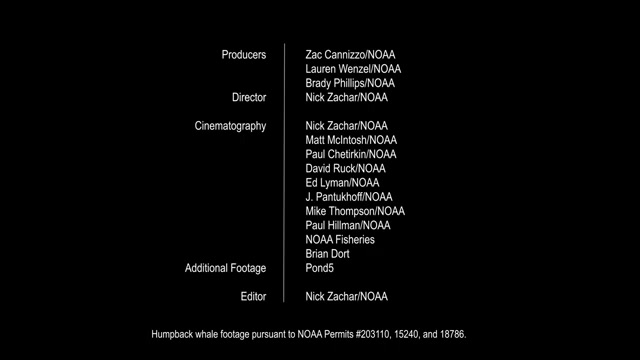 Producers Zac Cannizzo/NOAA
Lauren Wenzel/NOAA
Brady Phillips/NOAA
Director Nick Zachar/NOAA
Cinematography Nick Zachar/NOAA
Matt McIntosh/NOAA
Paul Chetirkin/NOAA
David Ruck/NOAA
Ed Lyman/NOAA
J. Pantukhoff/NOAA
Mike Thompson/NOAA
Paul Hillman/NOAA
NOAA Fisheries
Brian Dort
Additional Footage Pond5
Editor Nick Zachar/NOAA
Humpback whale footage pursuant to NOAA Permits #203110, 15240, and 18786.